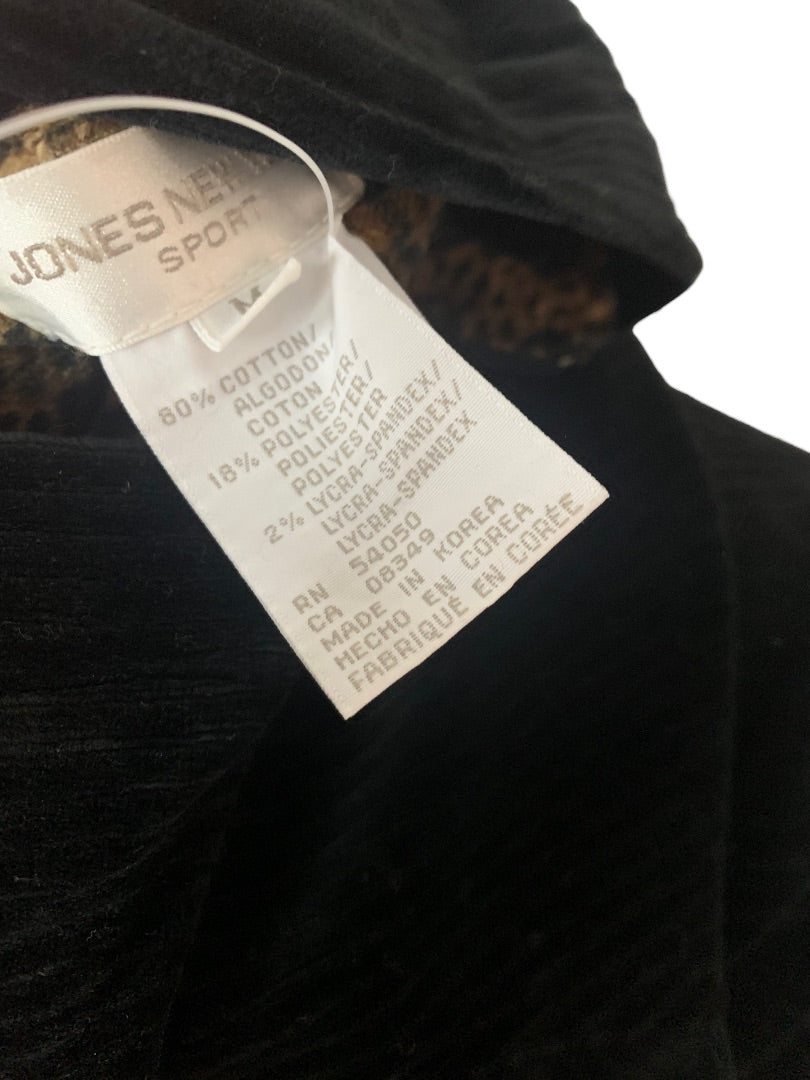 JONES NEW
SPORT
M
80% COTTON/
ALGODON/
COTON
18% POLYESTER/
POLIESTER
POLYESTER
2% LYCRA-SPANDEX/
LYCRA-SPANDEX/
LYCRA-SPANDEX
RN 54050
CA 08349
MADE IN KOREA
HECHO EN COREA
FABRIQUÉ EN CORÉE